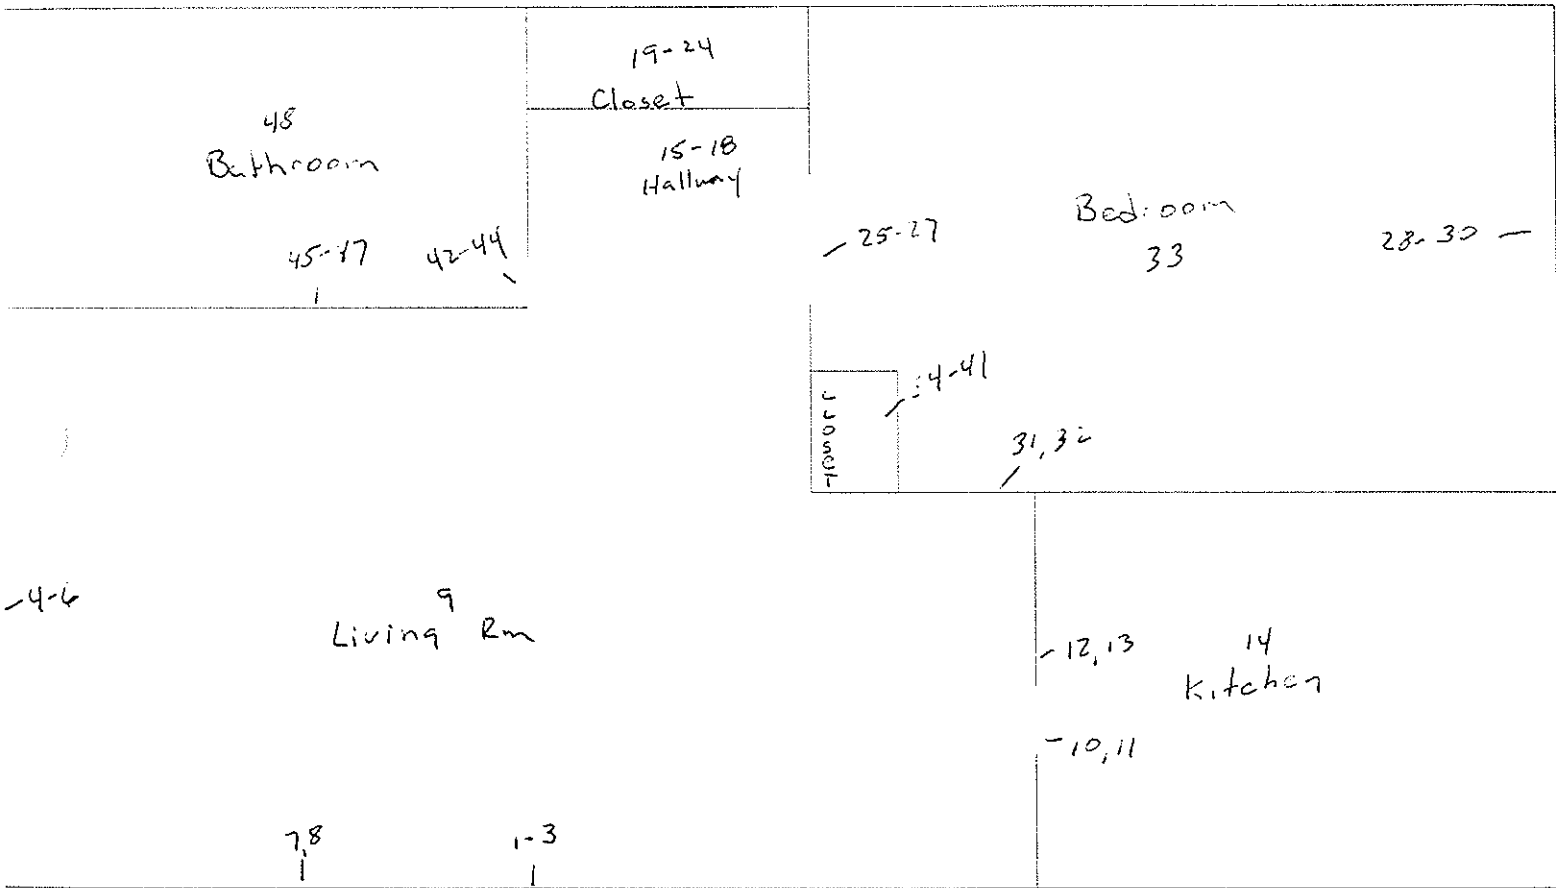 19-24
Closet
48
Bathroom
15-18
Hallway
45-47
42-44
25-27
Bedroom
33
28-30
4-41
CLOSET
31,32
4-6
9
Living Rm
12,13
14
Kitchen
10,11
7,8
1-3